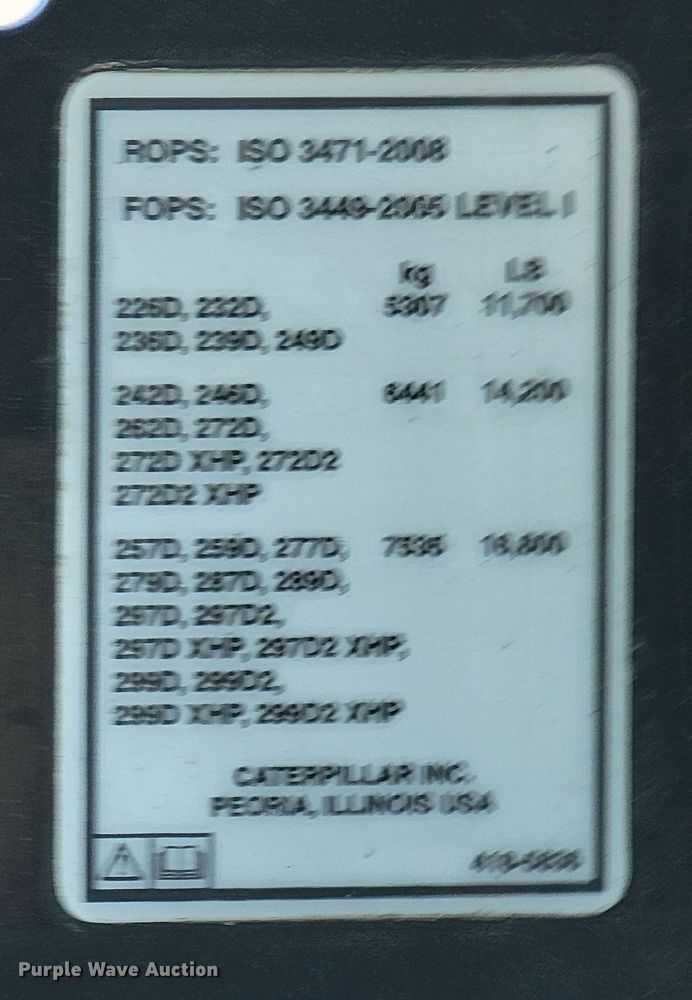 ROPS: ISO 3471-2008
FOPS: ISO 3449-2005 LEVEL I
kg LB
226D, 232D, 5307 11,700
236D, 239D, 249D
242D, 246D, 6441 14,200
262D, 272D,
272D XHP, 272D2
272D2 XHP
257D, 259D, 277D, 16,800
279D, 287D, 289D,
297D, 297D2,
297D XHP, 297D2 XHP,
299D, 299D2,
299D XHP, 299D2 XHP
CATERPILLAR INC.
PEORIA, ILLINOIS USA
Purple Wave Auction